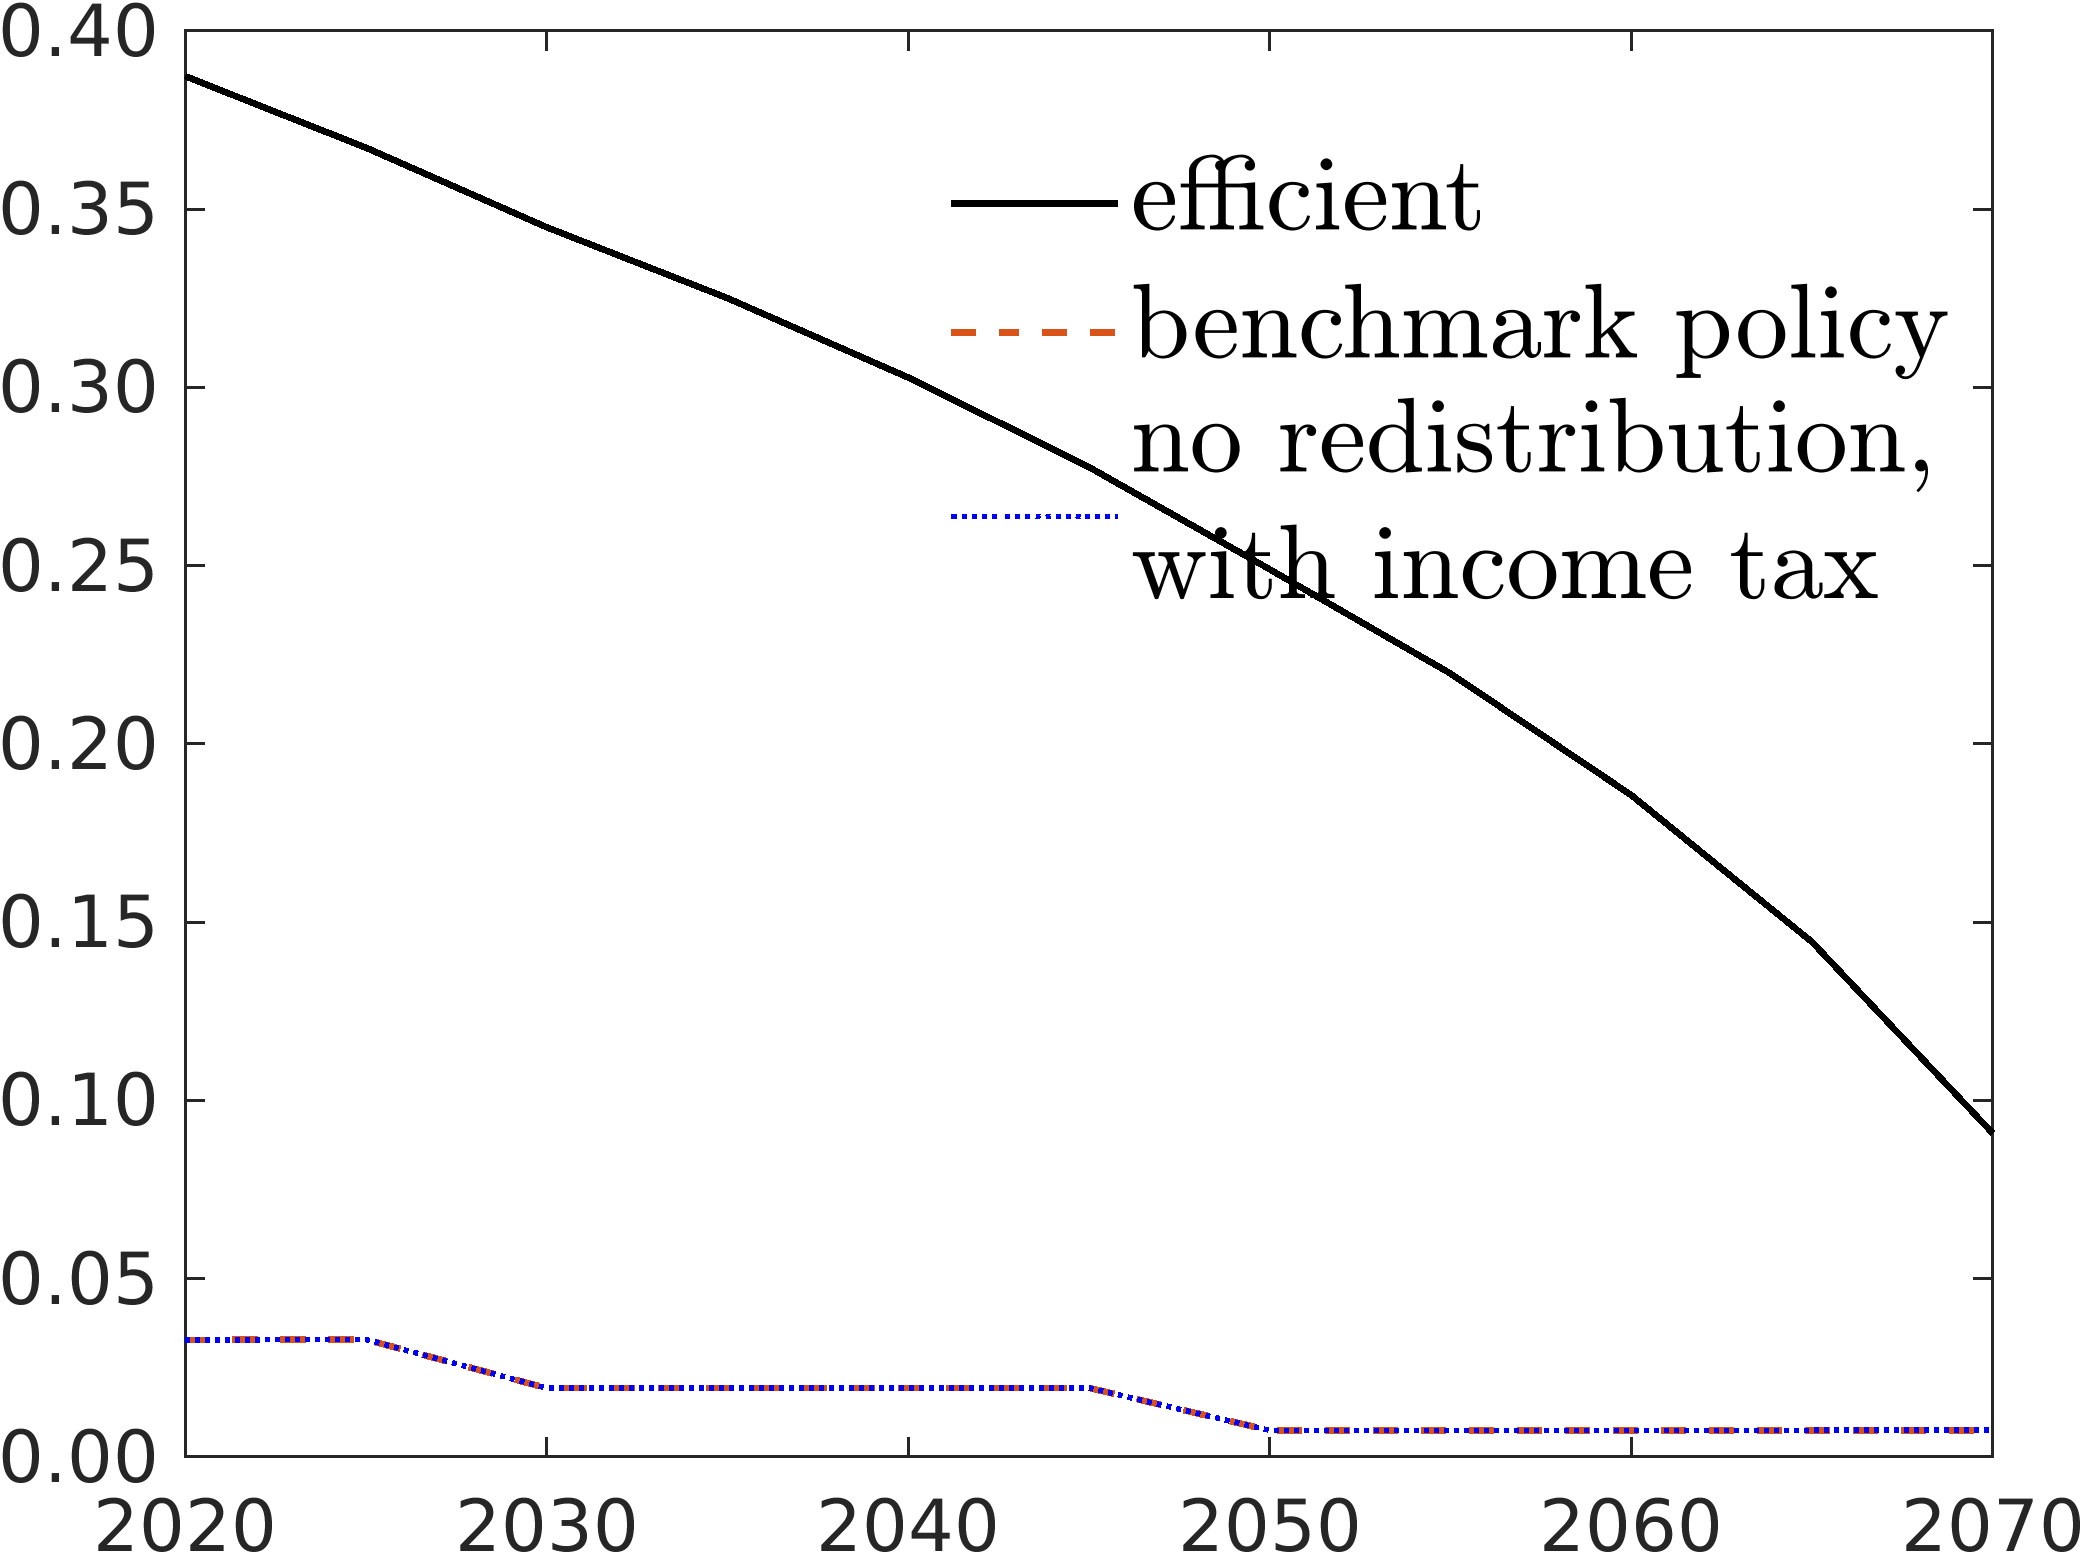 0.40
0.35
0.30
0.25
0.20
0.15
0.10
0.05
0.00
2020 2030 2040 2050 2060 2070
efficient
benchmark policy
no redistribution,
with income tax